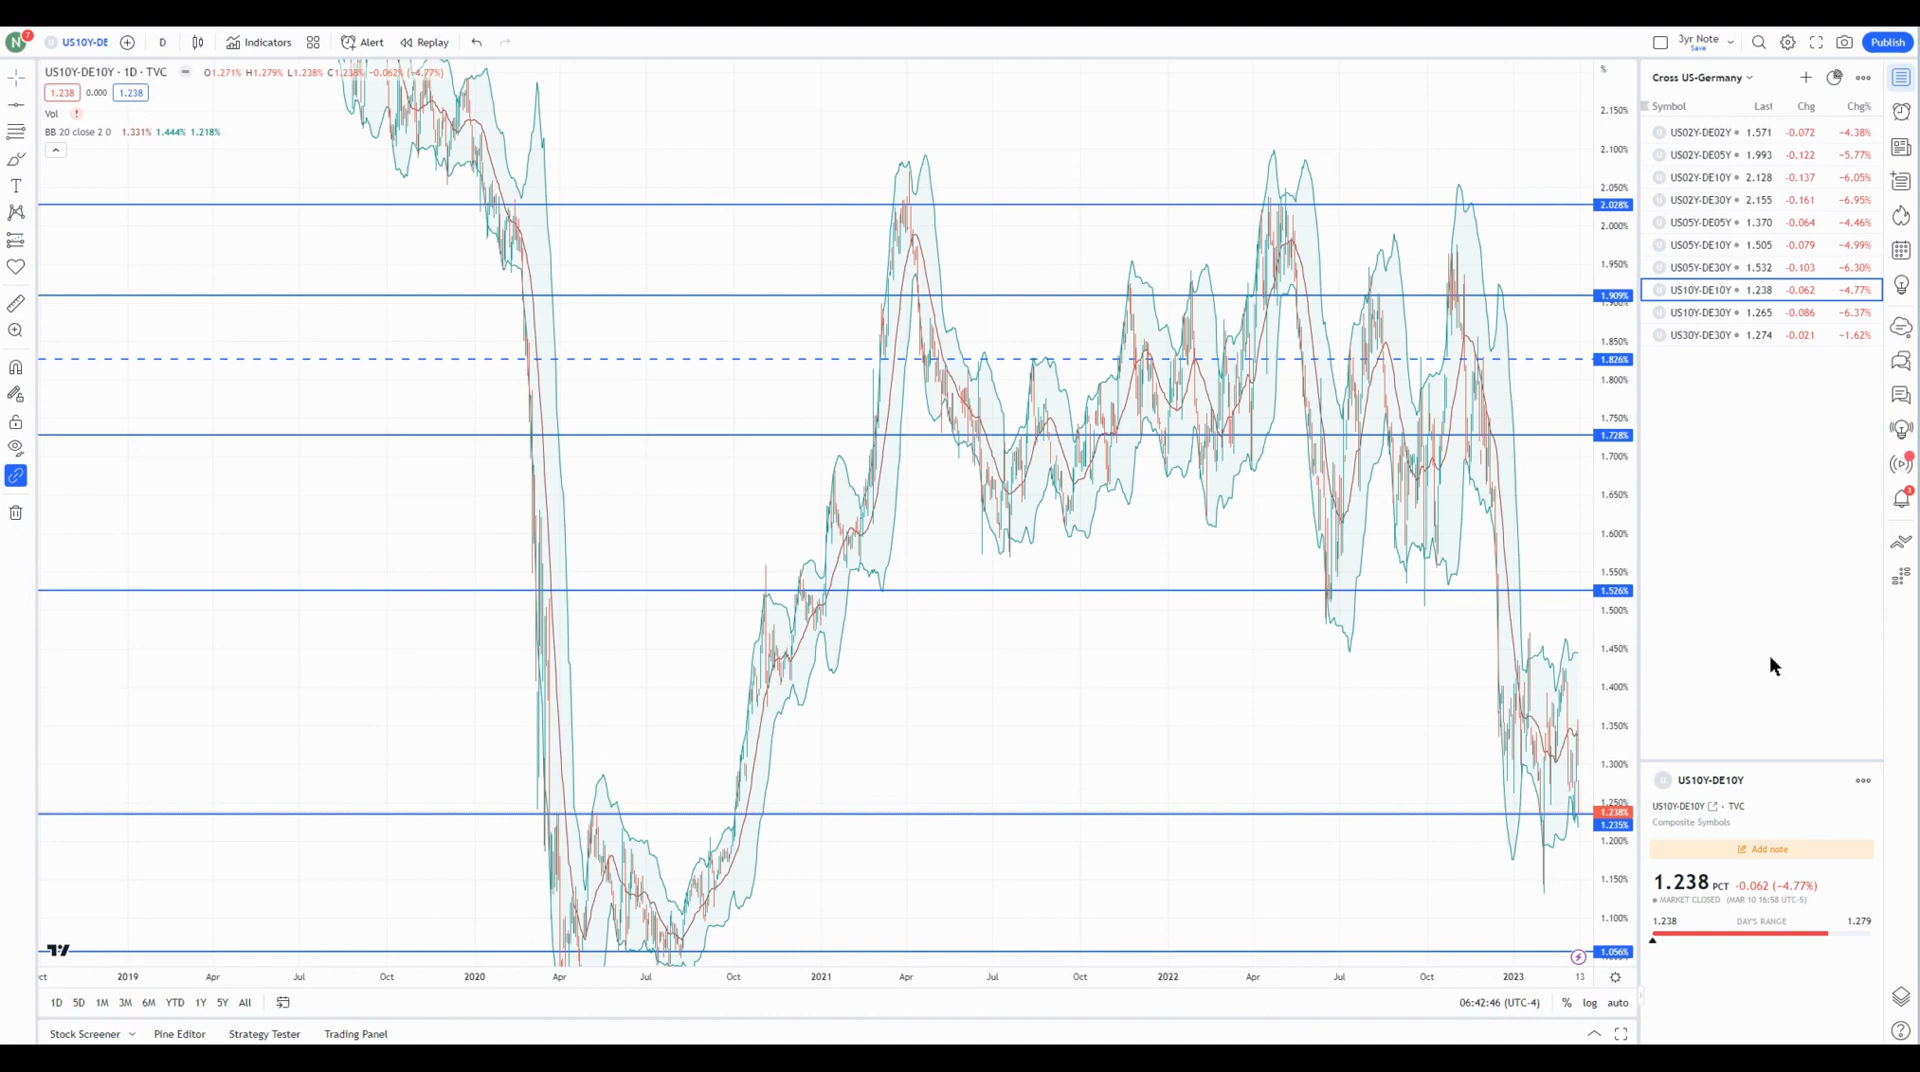 N 7 US10Y-DE D Indicators Alert Replay 3yr Note Save Publish
US10Y-DE10Y · 1D · TVC O1.271% H1.279% L1.238% C1.238% −0.062% (−4.77%)
1.238 0.000 1.238
Vol
BB 20 close 2 0 1.331% 1.444% 1.218%
%
2.150%
2.100%
2.050%
2.028%
2.000%
1.950%
1.909%
1.900%
1.850%
1.826%
1.800%
1.750%
1.728%
1.700%
1.650%
1.600%
1.550%
1.526%
1.500%
1.450%
1.400%
1.350%
1.300%
1.250%
1.238%
1.235%
1.200%
1.150%
1.100%
1.056%
ct 2019 Apr Jul Oct 2020 Apr Jul Oct 2021 Apr Jul Oct 2022 Apr Jul Oct 2023 13
1D 5D 1M 3M 6M YTD 1Y 5Y All 06:42:46 (UTC-4) % log auto
Stock Screener Pine Editor Strategy Tester Trading Panel
Cross US-Germany
Symbol Last Chg Chg%
US02Y-DE02Y 1.571 -0.072 −4.38%
US02Y-DE05Y 1.993 -0.122 −5.77%
US02Y-DE10Y 2.128 -0.137 −6.05%
US02Y-DE30Y 2.155 -0.161 −6.95%
US05Y-DE05Y 1.370 -0.064 −4.46%
US05Y-DE10Y 1.505 -0.079 −4.99%
US05Y-DE30Y 1.532 -0.103 −6.30%
US10Y-DE10Y 1.238 -0.062 −4.77%
US10Y-DE30Y 1.265 -0.086 −6.37%
US30Y-DE30Y 1.274 -0.021 −1.62%
US10Y-DE10Y
US10Y-DE10Y · TVC
Composite Symbols
Add note
1.238 PCT -0.062 (−4.77%)
MARKET CLOSED (MAR 10 16:58 UTC-5)
1.238 DAY'S RANGE 1.279
3